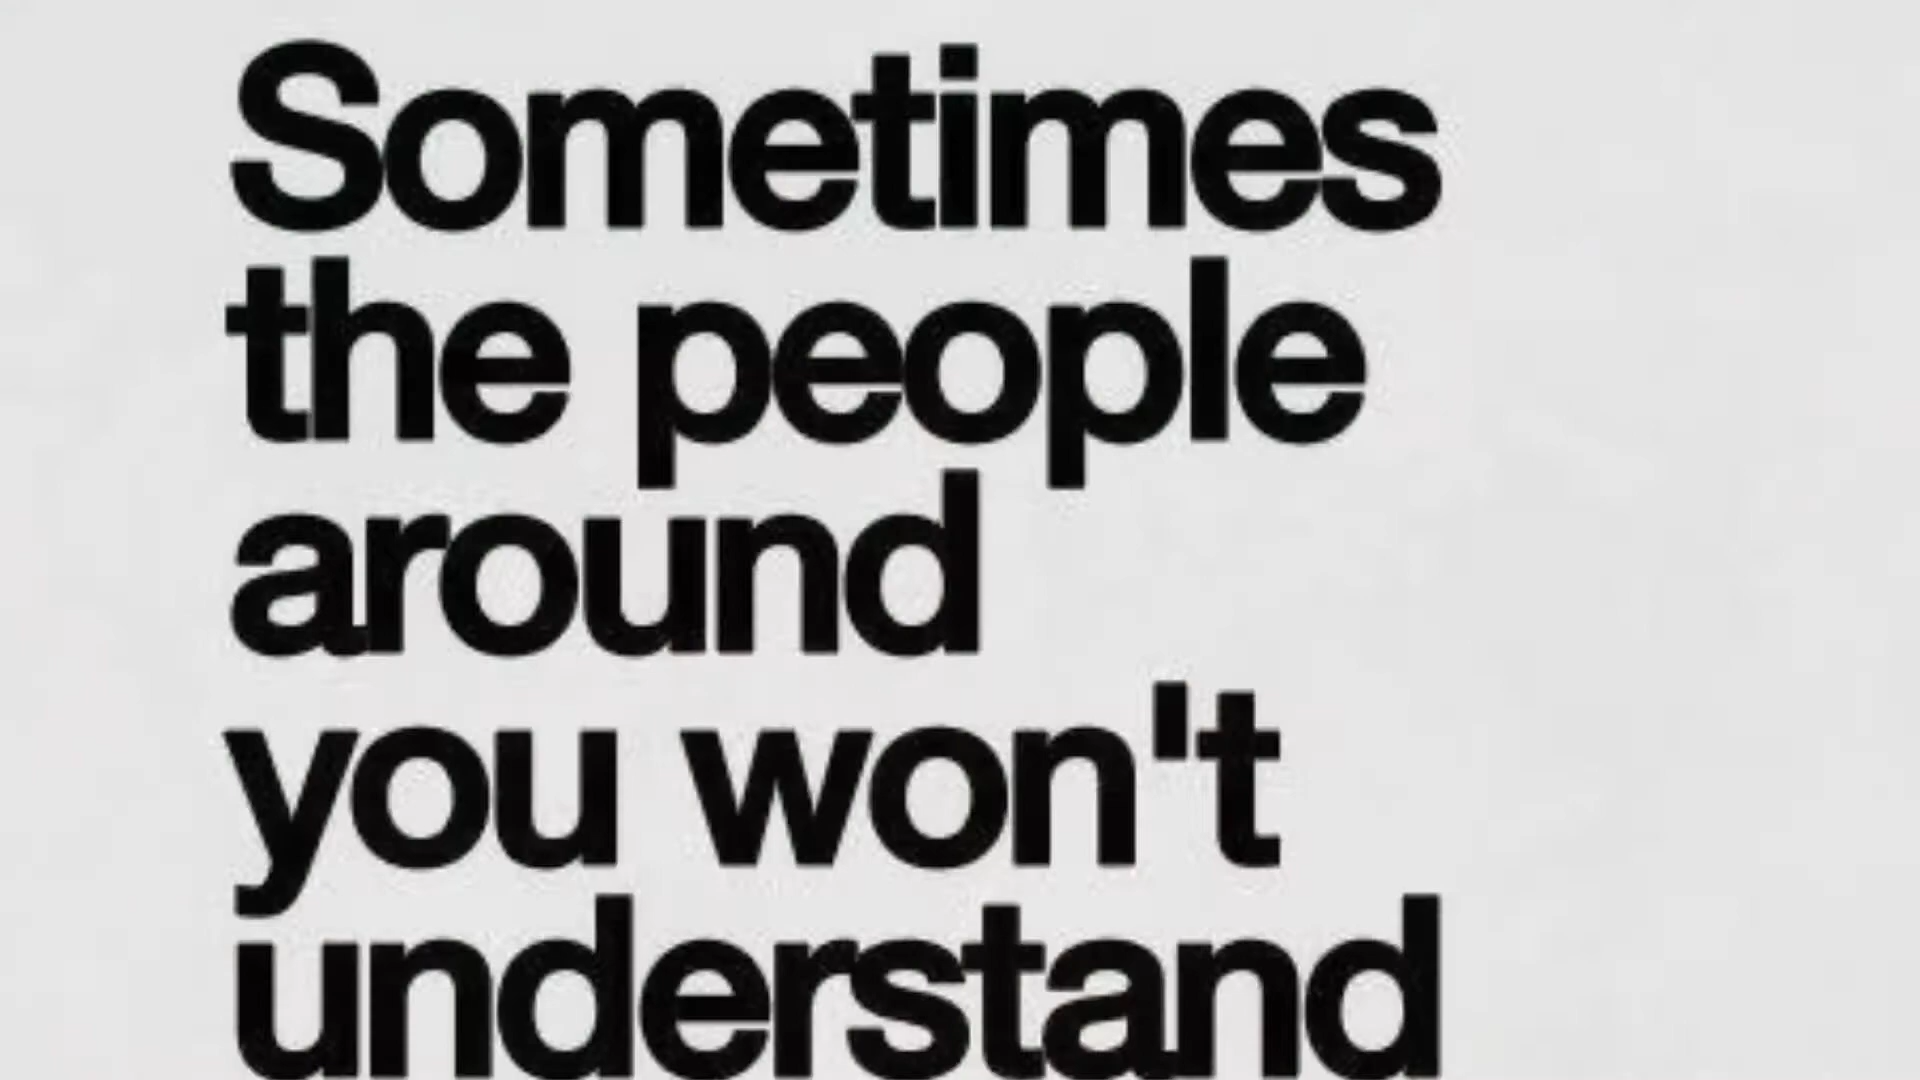 Sometimes
the people
around
you won't
understand